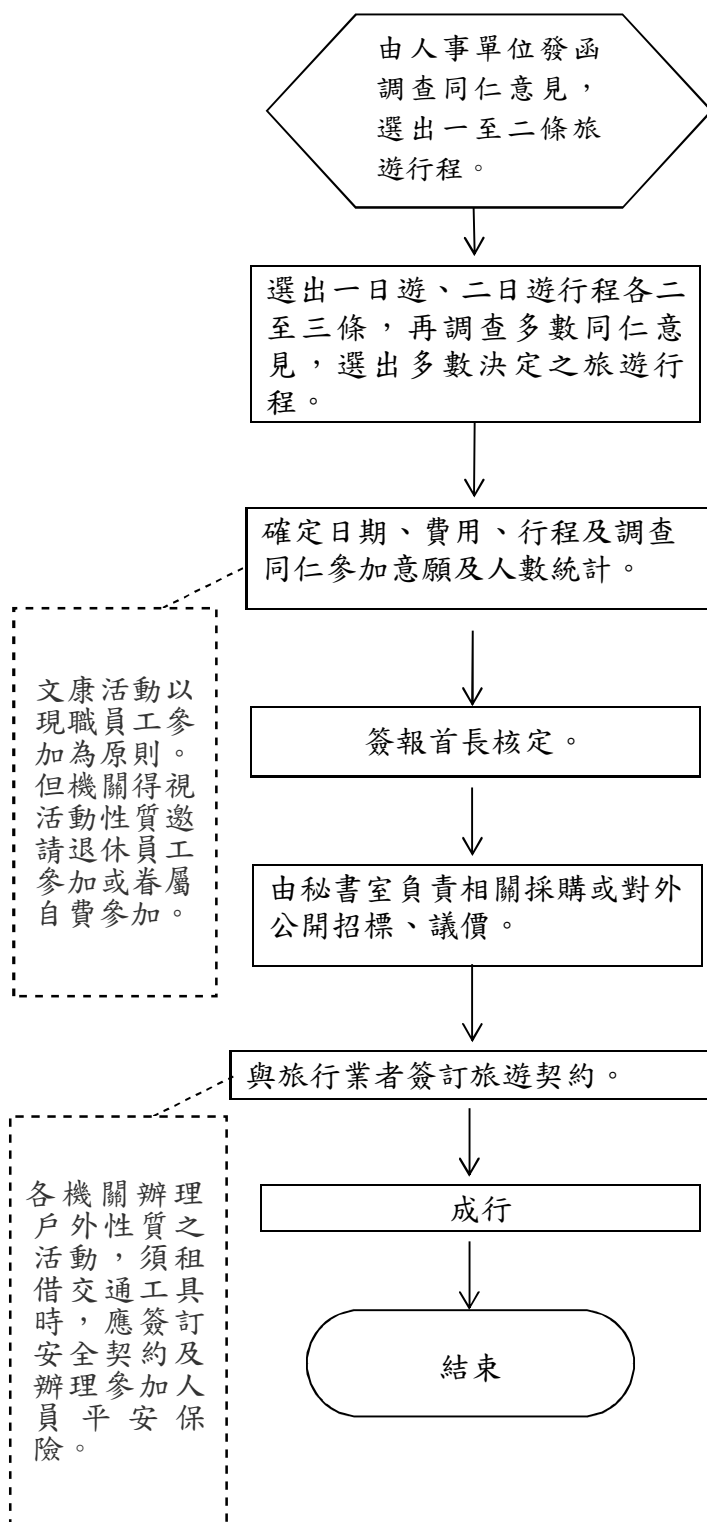 由人事單位發函
調查同仁意見，
選出一至二條旅
遊行程。
選出一日遊、二日遊行程各二
至三條，再調查多數同仁意
見，選出多數決定之旅遊行
程。
確定日期、費用、行程及調查
同仁參加意願及人數統計。
文康活動以
現職員工參
加為原則。
但機關得視
活動性質邀
請退休員工
參加或眷屬
自費參加。
簽報首長核定。
由秘書室負責相關採購或對外
公開招標、議價。
與旅行業者簽訂旅遊契約。
各機關辦理
戶外性質之
活動，須租
借交通工具
時，應簽訂
安全契約及
辦理參加人
員平安保
險。
成行
結束